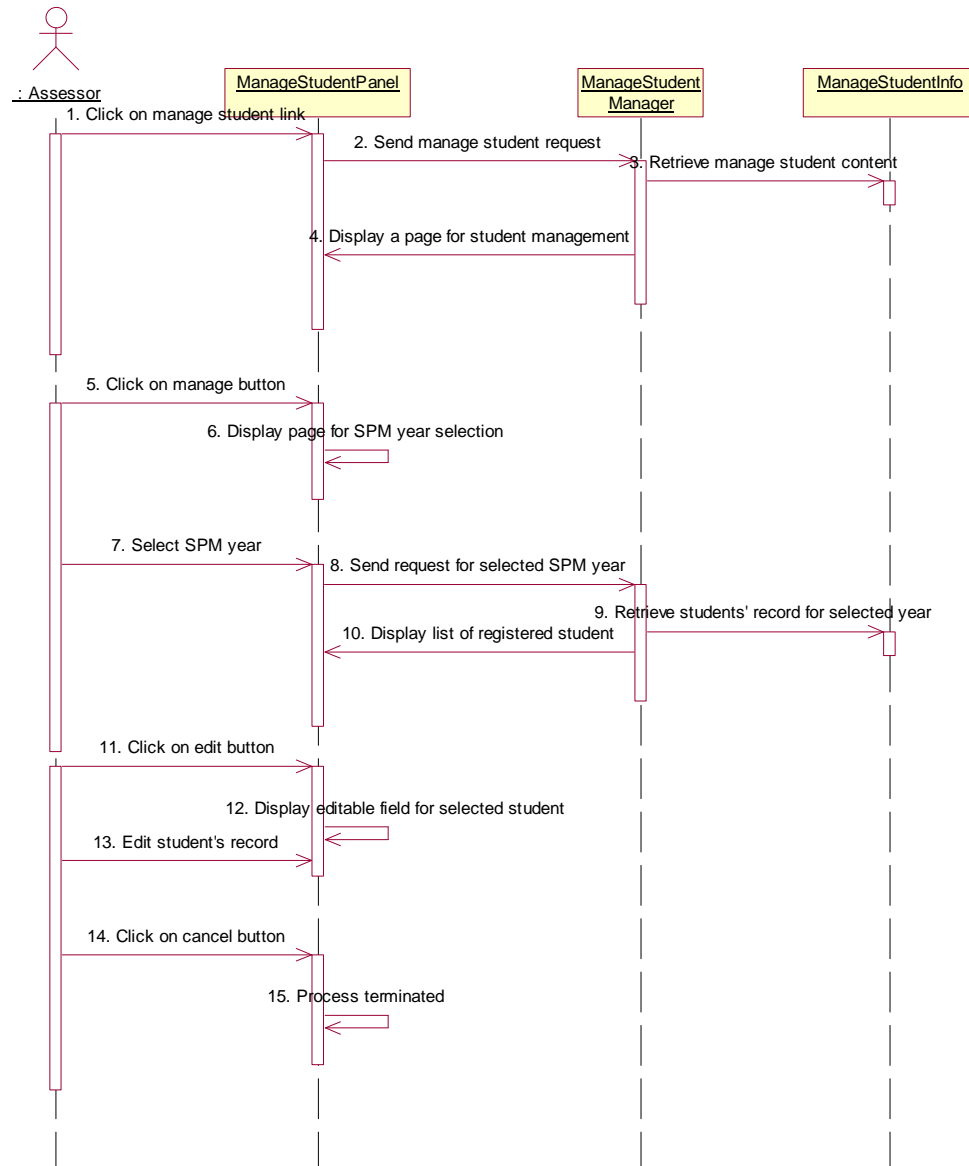 : Assessor
ManageStudentPanel
ManageStudent
Manager
ManageStudentInfo
1. Click on manage student link
2. Send manage student request
3. Retrieve manage student content
4. Display a page for student management
5. Click on manage button
6. Display page for SPM year selection
7. Select SPM year
8. Send request for selected SPM year
9. Retrieve students' record for selected year
10. Display list of registered student
11. Click on edit button
12. Display editable field for selected student
13. Edit student's record
14. Click on cancel button
15. Process terminated